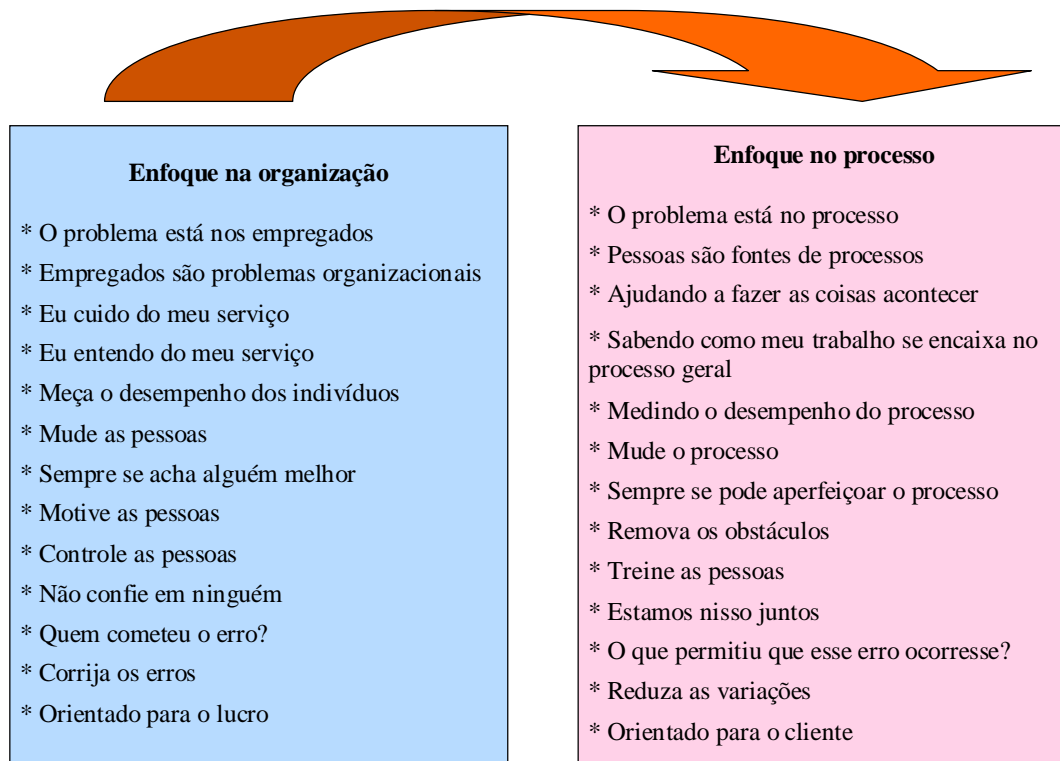 Enfoque na organização
* O problema está nos empregados
* Empregados são problemas organizacionais
* Eu cuido do meu serviço
* Eu entendo do meu serviço
* Meça o desempenho dos indivíduos
* Mude as pessoas
* Sempre se acha alguém melhor
* Motive as pessoas
* Controle as pessoas
* Não confie em ninguém
* Quem cometeu o erro?
* Corrija os erros
* Orientado para o lucro
Enfoque no processo
* O problema está no processo
* Pessoas são fontes de processos
* Ajudando a fazer as coisas acontecer
* Sabendo como meu trabalho se encaixa no
processo geral
* Medindo o desempenho do processo
* Mude o processo
* Sempre se pode aperfeiçoar o processo
* Remova os obstáculos
* Treine as pessoas
* Estamos nisso juntos
* O que permitiu que esse erro ocorresse?
* Reduza as variações
* Orientado para o cliente